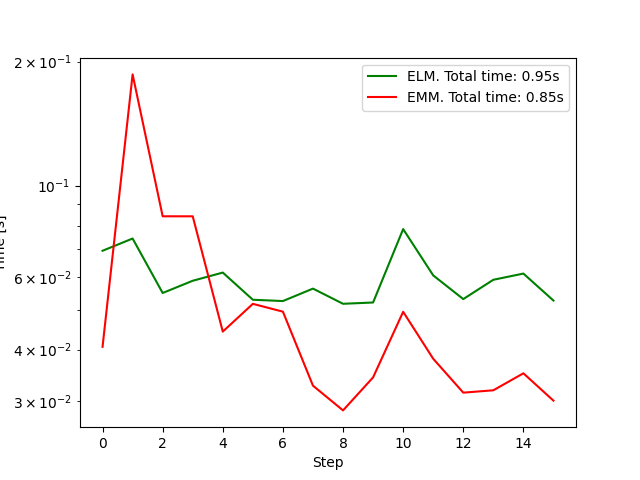 2 × 10⁻¹
10⁻¹
6 × 10⁻²
4 × 10⁻²
3 × 10⁻²
ELM. Total time: 0.95s
EMM. Total time: 0.85s
Time [s]
0 2 4 6 8 10 12 14
Step